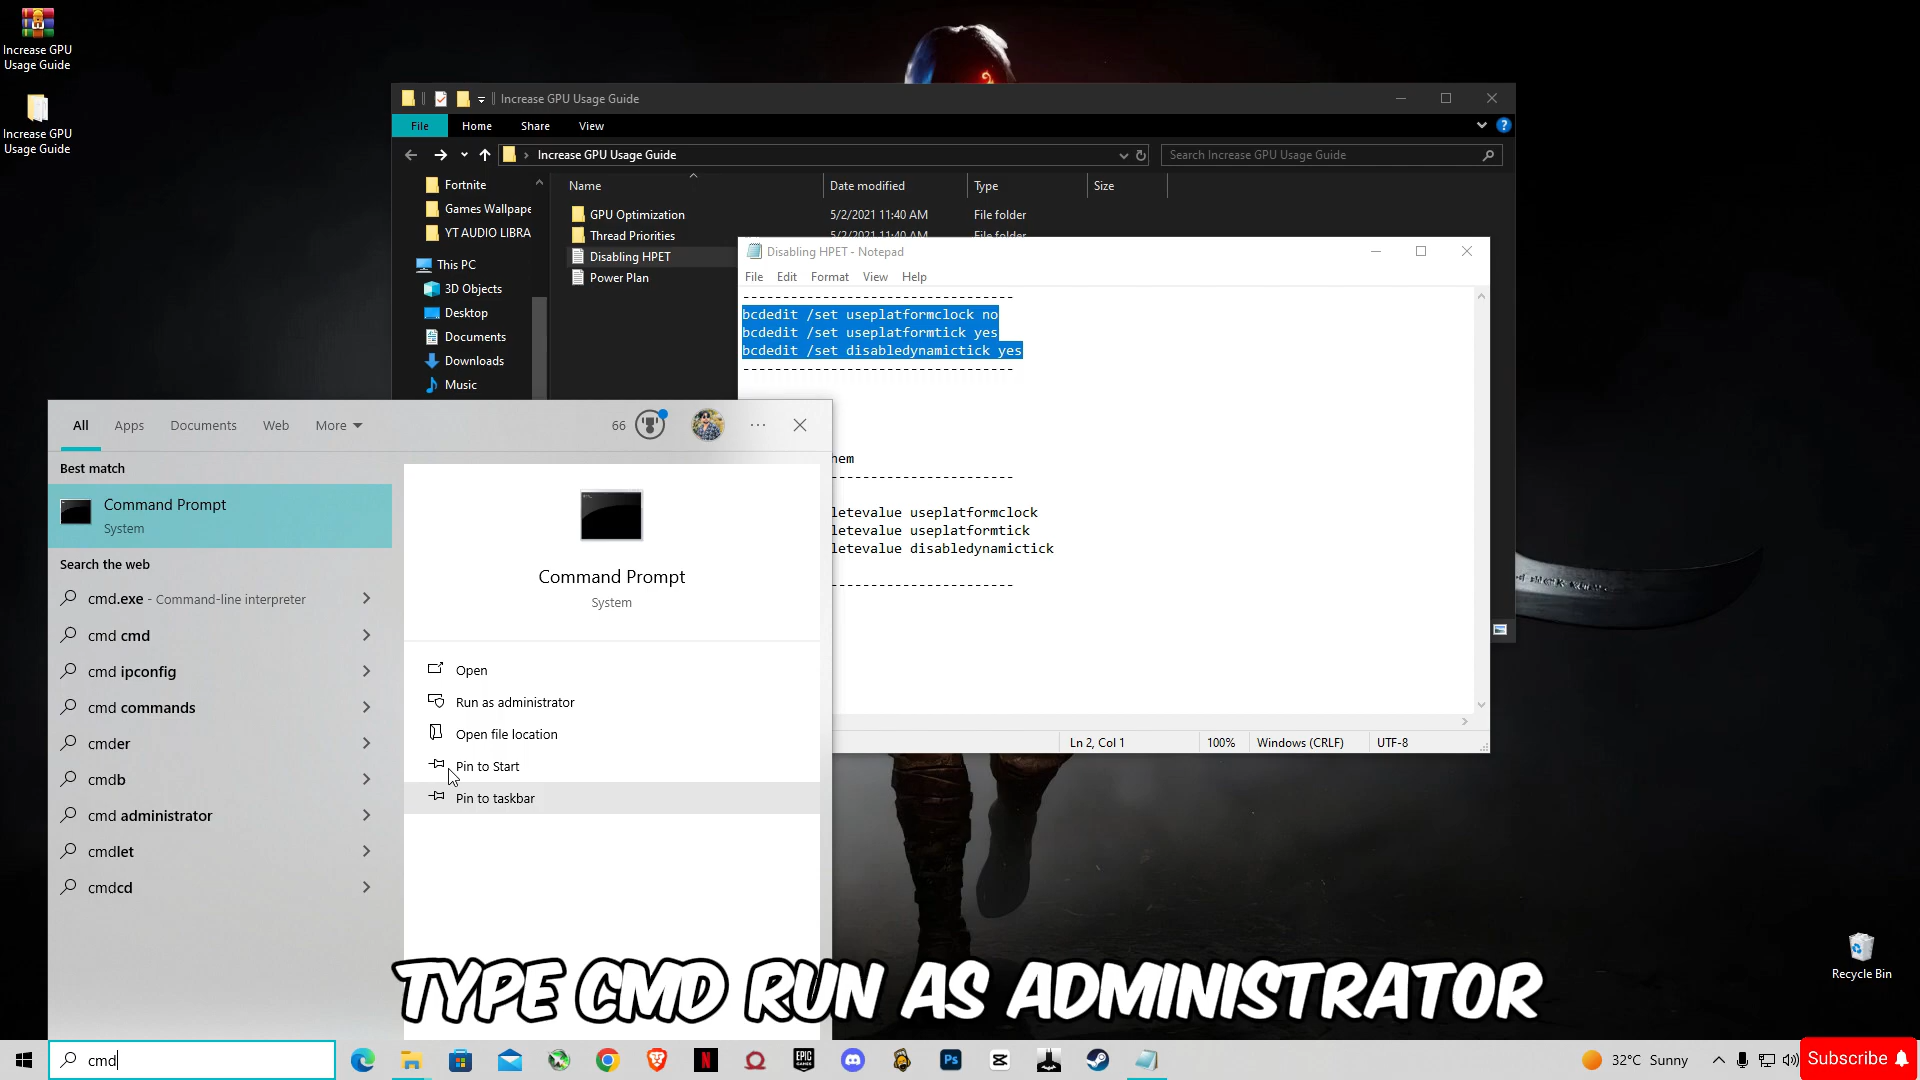 Increase GPU
Usage Guide
Increase GPU
Usage Guide
Increase GPU Usage Guide
File Home Share View
Increase GPU Usage Guide
Search Increase GPU Usage Guide
Fortnite
Games Wallpape
YT AUDIO LIBRA
This PC
3D Objects
Desktop
Documents
Downloads
Music
Name Date modified Type Size
GPU Optimization 5/2/2021 11:40 AM File folder
Thread Priorities 5/2/2021 11:40 AM File folder
Disabling HPET
Power Plan
Disabling HPET - Notepad
File Edit Format View Help
----------------------------------
bcdedit /set useplatformclock no
bcdedit /set useplatformtick yes
bcdedit /set disabledynamictick yes
----------------------------------
hem
letevalue useplatformclock
letevalue useplatformtick
letevalue disabledynamictick
Ln 2, Col 1 100% Windows (CRLF) UTF-8
All Apps Documents Web More
66
Best match
Command Prompt
System
Search the web
cmd.exe - Command-line interpreter
cmd cmd
cmd ipconfig
cmd commands
cmder
cmdb
cmd administrator
cmdlet
cmdcd
Command Prompt
System
Open
Run as administrator
Open file location
Pin to Start
Pin to taskbar
Recycle Bin
TYPE CMD RUN AS ADMINISTRATOR
cmd
32°C Sunny
Subscribe